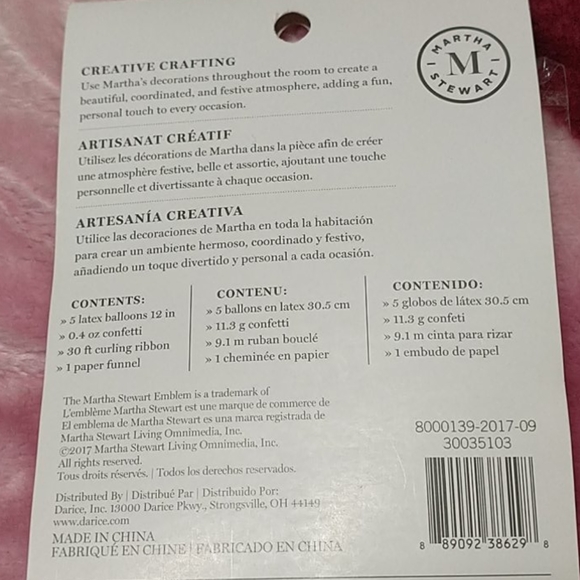 MARTHA
M
STEWART
CREATIVE CRAFTING
Use Martha's decorations throughout the room to create a
beautiful, coordinated, and festive atmosphere, adding a fun,
personal touch to every occasion.
ARTISANAT CRÉATIF
Utilisez les décorations de Martha dans la pièce afin de créer
une atmosphère festive, belle et assortie, ajoutant une touche
personnelle et divertissante à chaque occasion.
ARTESANÍA CREATIVA
Utilice las decoraciones de Martha en toda la habitación
para crear un ambiente hermoso, coordinado y festivo,
añadiendo un toque divertido y personal a cada ocasión.
CONTENTS:
» 5 latex balloons 12 in
» 0.4 oz confetti
» 30 ft curling ribbon
» 1 paper funnel
CONTENU:
» 5 ballons en latex 30.5 cm
» 11.3 g confetti
» 9.1 m ruban bouclé
» 1 cheminée en papier
CONTENIDO:
» 5 globos de látex 30.5 cm
» 11.3 g confeti
» 9.1 m cinta para rizar
» 1 embudo de papel
The Martha Stewart Emblem is a trademark of
L'emblème Martha Stewart est une marque de commerce de
El emblema de Martha Stewart es una marca registrada de
Martha Stewart Living Omnimedia, Inc.
©2017 Martha Stewart Living Omnimedia, Inc.
All rights reserved.
Tous droits réservés. | Todos los derechos reservados.
Distributed By | Distribué Par | Distribuido Por:
Darice, Inc. 13000 Darice Pkwy., Strongsville, OH 44149
www.darice.com
MADE IN CHINA
FABRIQUÉ EN CHINE | FABRICADO EN CHINA
8000139-2017-09
30035103
8 89092 38629 8